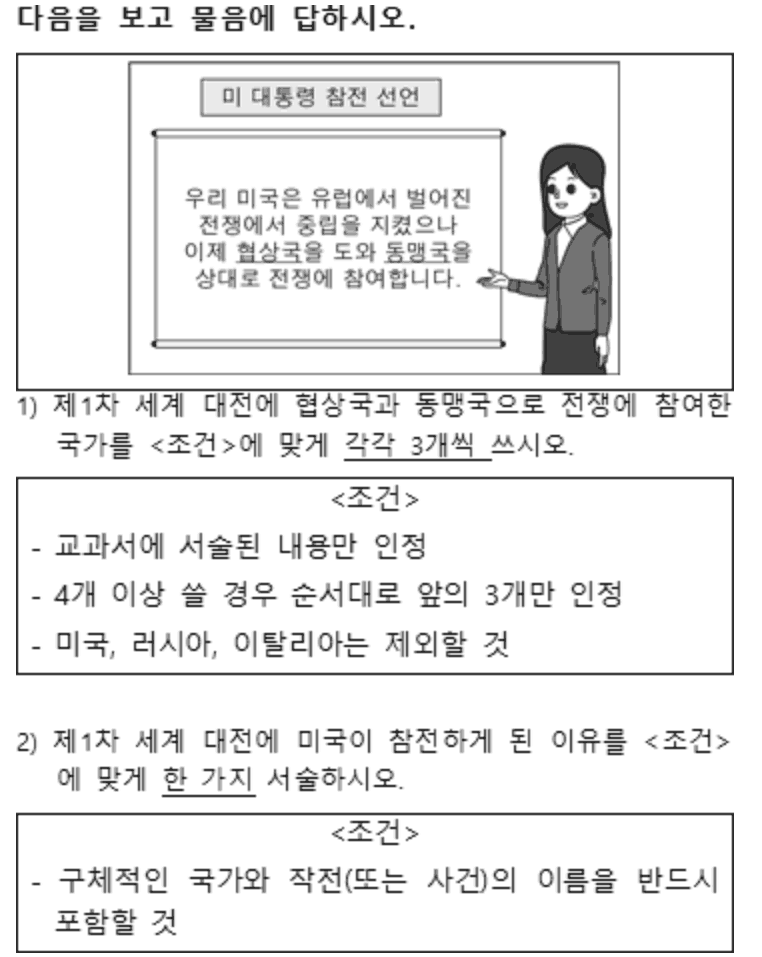 다음을 보고 물음에 답하시오.
미 대통령 참전 선언
우리 미국은 유럽에서 벌어진
전쟁에서 중립을 지켰으나
이제 협상국을 도와 동맹국을
상대로 전쟁에 참여합니다.
1) 제1차 세계 대전에 협상국과 동맹국으로 전쟁에 참여한
국가를 <조건>에 맞게 각각 3개씩 쓰시오.
<조건>
- 교과서에 서술된 내용만 인정
- 4개 이상 쓸 경우 순서대로 앞의 3개만 인정
- 미국, 러시아, 이탈리아는 제외할 것
2) 제1차 세계 대전에 미국이 참전하게 된 이유를 <조건>
에 맞게 한 가지 서술하시오.
<조건>
- 구체적인 국가와 작전(또는 사건)의 이름을 반드시
포함할 것